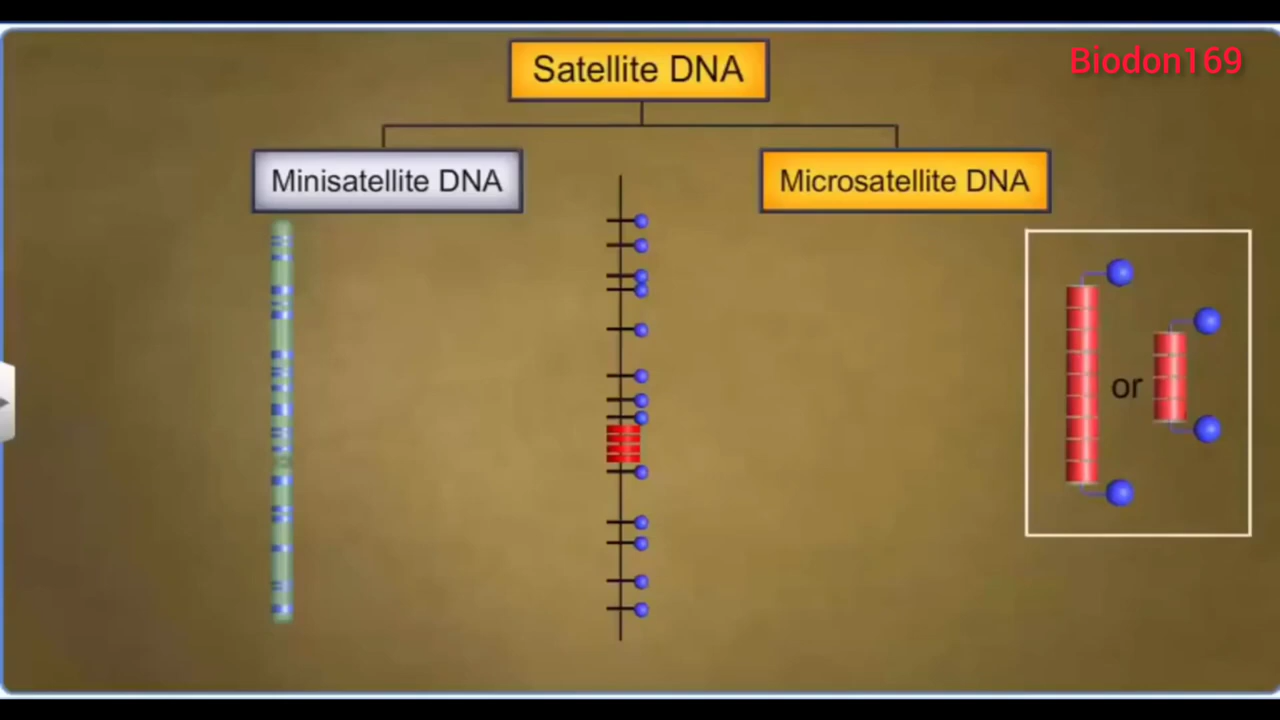 Satellite DNA
Biodon169
Minisatellite DNA
Microsatellite DNA
or